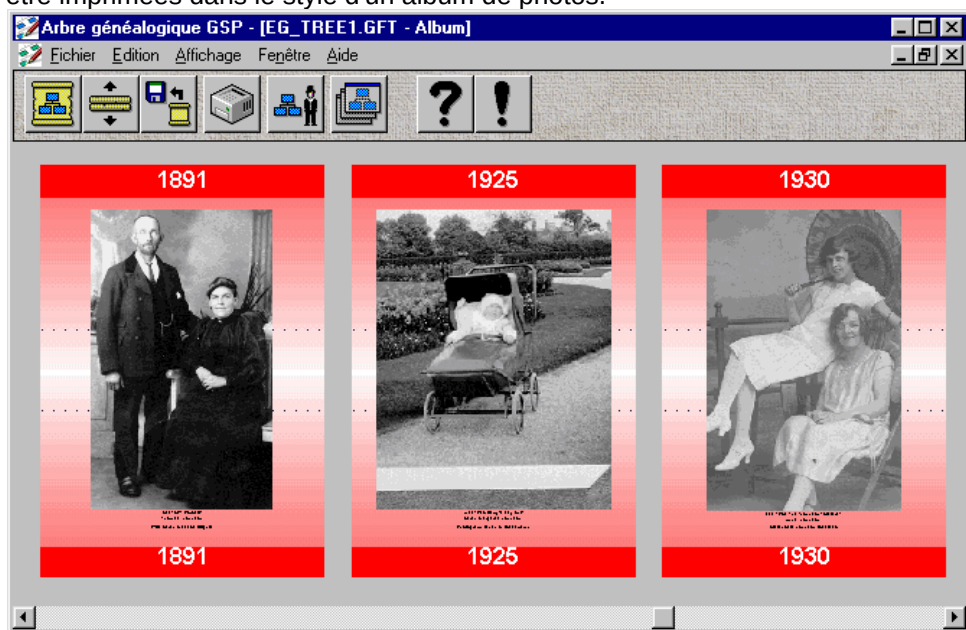 être imprimées dans le style d'un album de photos.
Arbre généalogique GSP - [EG_TREE1.GFT - Album]
Fichier Edition Affichage Fenêtre Aide
1891 1925 1930
1891 1925 1930